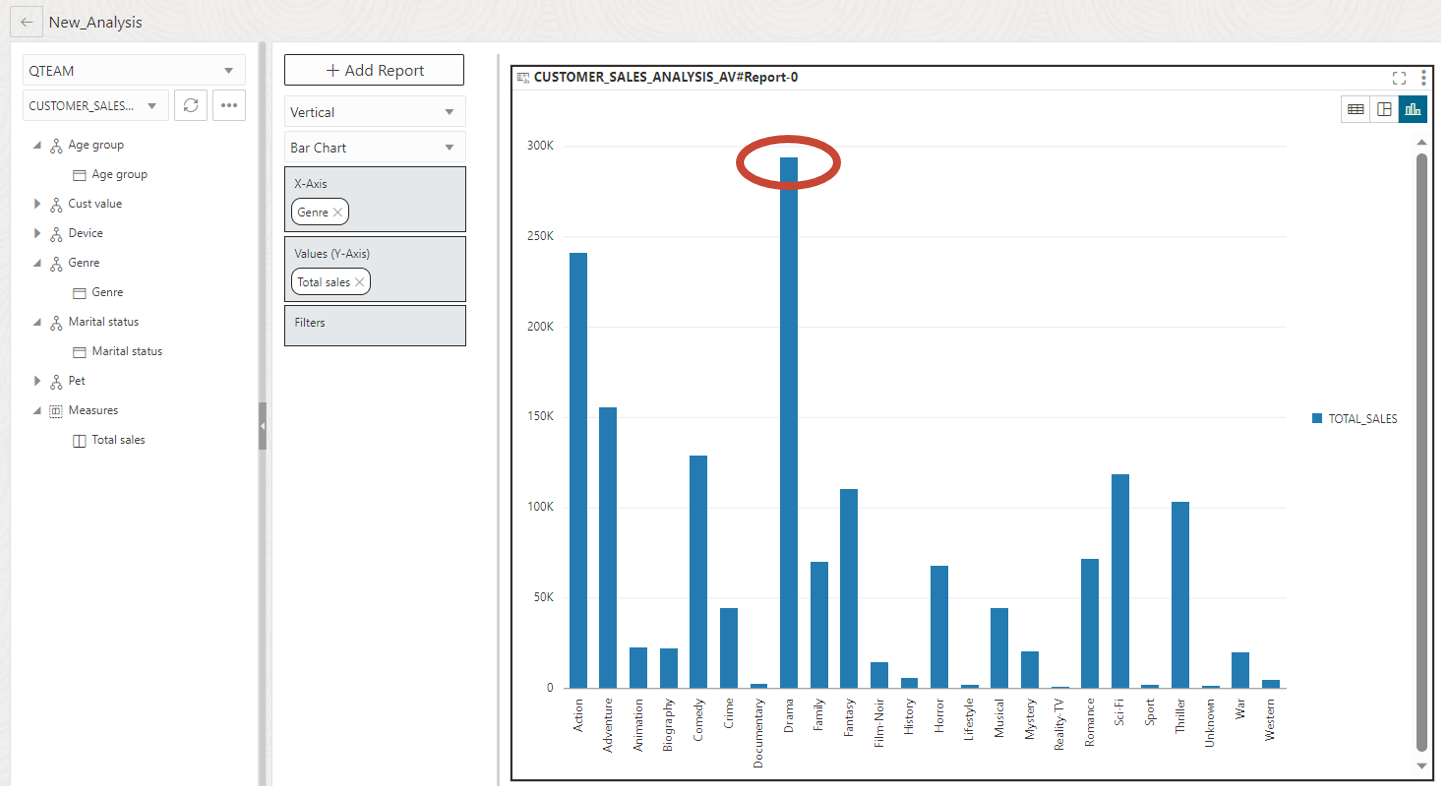 New_Analysis
QTEAM
CUSTOMER_SALES...
Age group
Age group
Cust value
Device
Genre
Genre
Marital status
Marital status
Pet
Measures
Total sales
+ Add Report
Vertical
Bar Chart
X-Axis
Genre
Values (Y-Axis)
Total sales
Filters
CUSTOMER_SALES_ANALYSIS_AV#Report-0
300K
250K
200K
150K
100K
50K
0
Action
Adventure
Animation
Biography
Comedy
Crime
Documentary
Drama
Family
Fantasy
Film-Noir
History
Horror
Lifestyle
Musical
Mystery
Reality-TV
Romance
Sci-Fi
Sport
Thriller
Unknown
War
Western
TOTAL_SALES